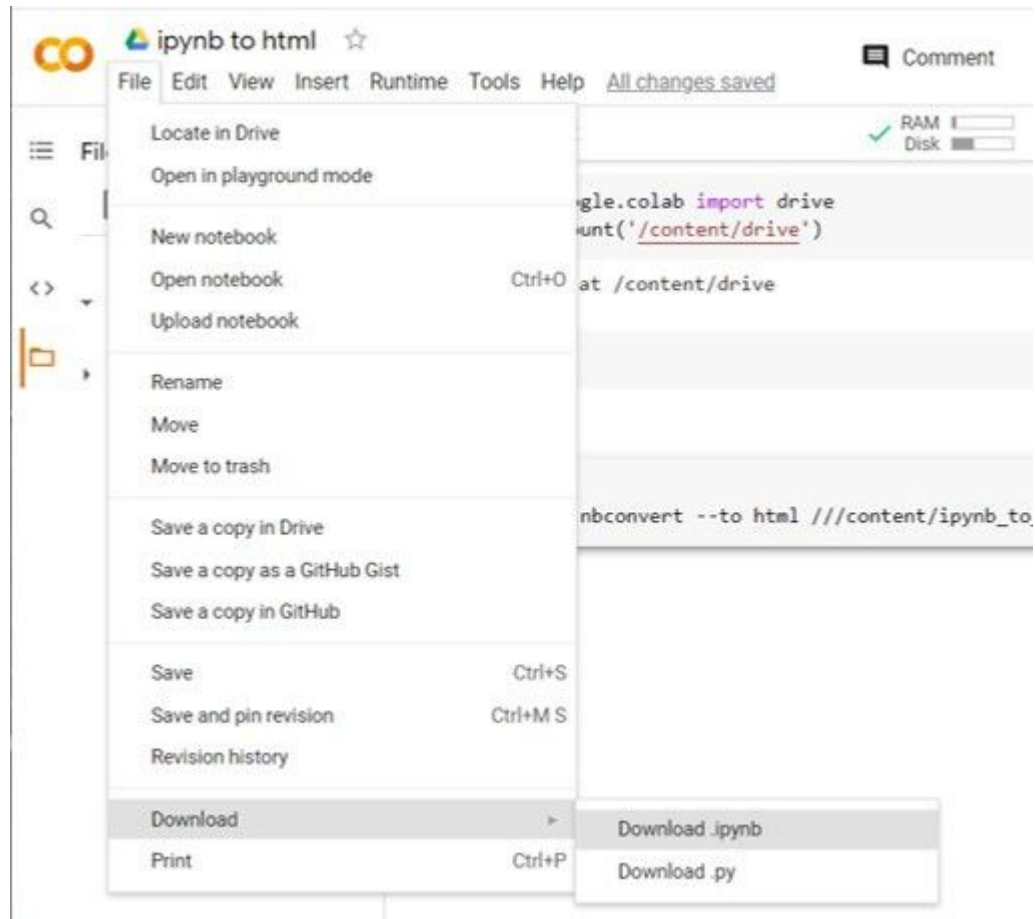 CO
ipynb to html
Comment
File Edit View Insert Runtime Tools Help All changes saved
RAM
Disk
Fil
Locate in Drive
Open in playground mode
New notebook
Open notebook Ctrl+O
Upload notebook
Rename
Move
Move to trash
Save a copy in Drive
Save a copy as a GitHub Gist
Save a copy in GitHub
Save Ctrl+S
Save and pin revision Ctrl+M S
Revision history
Download
Print Ctrl+P
Download .ipynb
Download .py
gle.colab import drive
unt('/content/drive')
at /content/drive
nbconvert --to html ///content/ipynb_to_